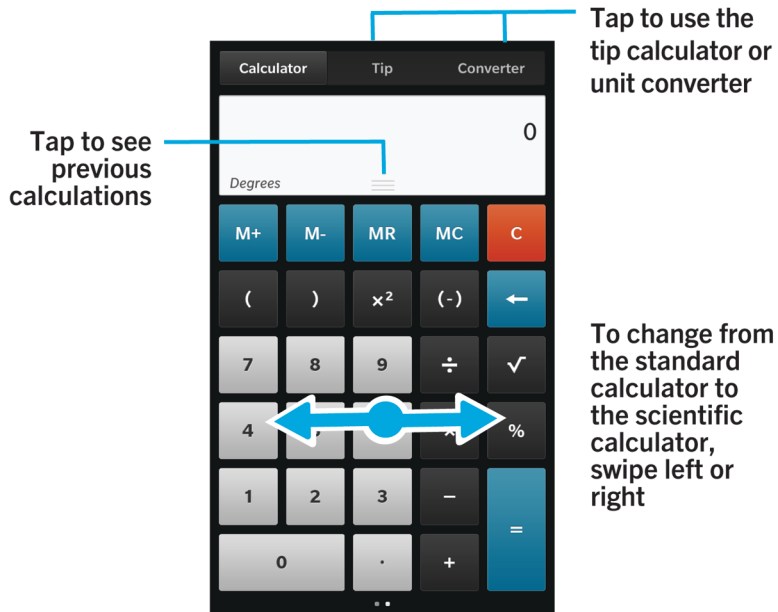 Tap to use the
tip calculator or
unit converter
Calculator Tip Converter
0
Tap to see
previous
calculations
Degrees
M+ M- MR MC C
( ) x² (-) ←
7 8 9 ÷ √
To change from
the standard
calculator to
the scientific
calculator,
swipe left or
right
4 %
1 2 3 − =
0 . +